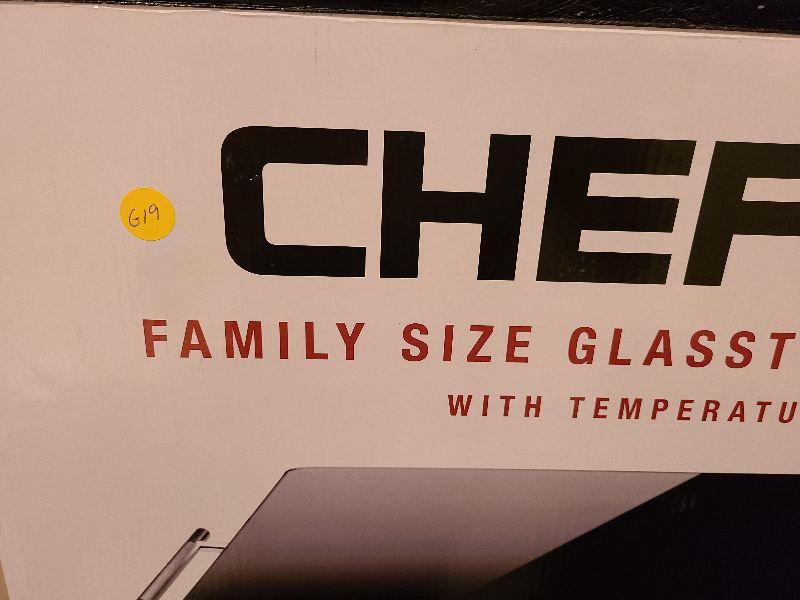 CHEF
G19
FAMILY SIZE GLASST
WITH TEMPERATU